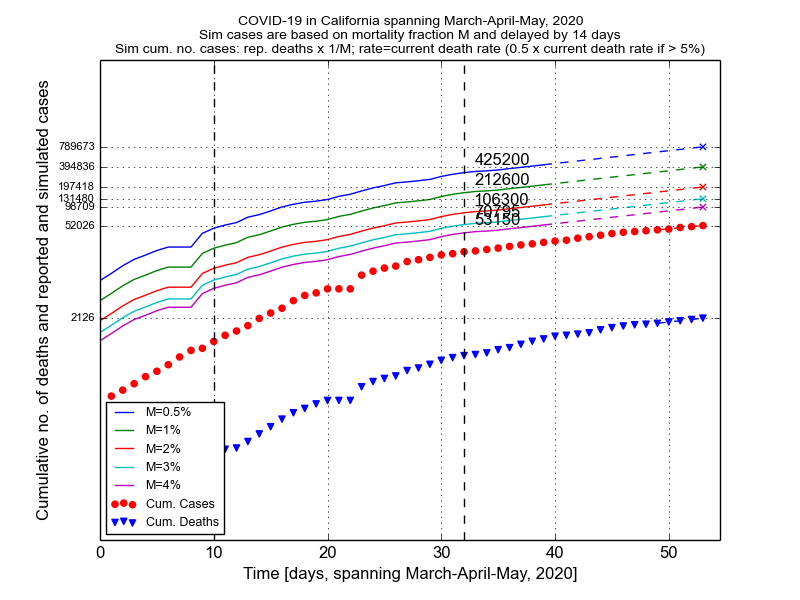 COVID-19 in California spanning March-April-May, 2020
Sim cases are based on mortality fraction M and delayed by 14 days
Sim cum. no. cases: rep. deaths x 1/M; rate=current death rate (0.5 x current death rate if > 5%)
Cumulative no. of deaths and reported and simulated cases
789673
394836
197418
131480
98709
52026
2126
425200
212600
106300
70795
53150
M=0.5%
M=1%
M=2%
M=3%
M=4%
Cum. Cases
Cum. Deaths
0 10 20 30 40 50
Time [days, spanning March-April-May, 2020]